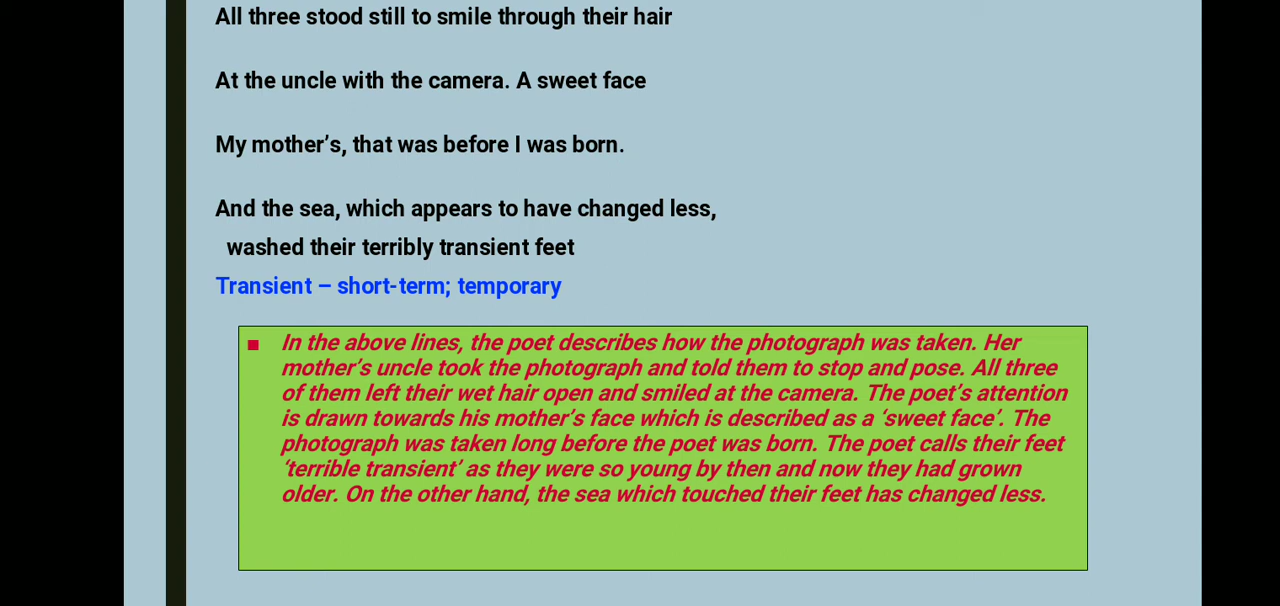 All three stood still to smile through their hair
At the uncle with the camera. A sweet face
My mother’s, that was before I was born.
And the sea, which appears to have changed less,
washed their terribly transient feet
Transient – short-term; temporary
■ In the above lines, the poet describes how the photograph was taken. Her
mother’s uncle took the photograph and told them to stop and pose. All three
of them left their wet hair open and smiled at the camera. The poet’s attention
is drawn towards his mother’s face which is described as a ‘sweet face’. The
photograph was taken long before the poet was born. The poet calls their feet
‘terrible transient’ as they were so young by then and now they had grown
older. On the other hand, the sea which touched their feet has changed less.